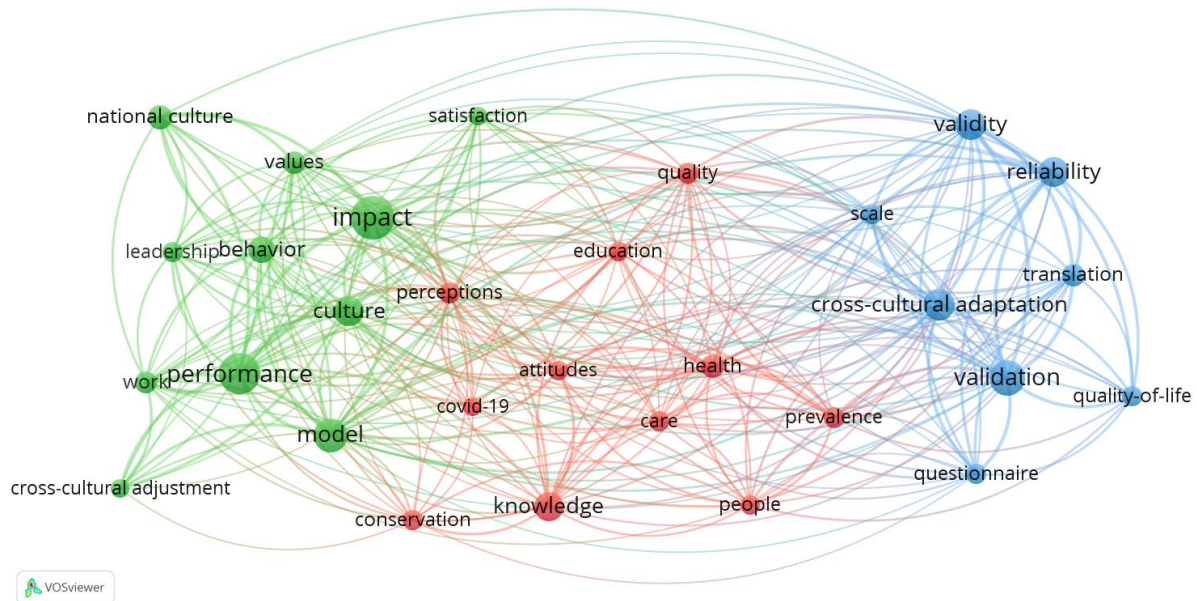 national culture
satisfaction
validity
values
quality
reliability
impact
scale
leadership
behavior
education
translation
perceptions
culture
cross-cultural adaptation
work
performance
attitudes
health
validation
quality-of-life
covid-19
care
prevalence
model
questionnaire
cross-cultural adjustment
knowledge
people
conservation
VOSviewer